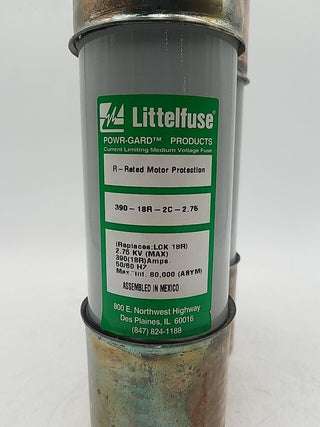 Littelfuse®
POWR-GARD™ PRODUCTS
Current Limiting Medium Voltage Fuse
R-Rated Motor Protection
390-18R-2C-2.75
(Replaces:LCK 18R)
2.75 KV (MAX)
390(18R)Amps.
50/60 HZ
Max Int. 80,000 (ASYM)
ASSEMBLED IN MEXICO
800 E. Northwest Highway
Des Plaines, IL 60016
(847) 824-1188